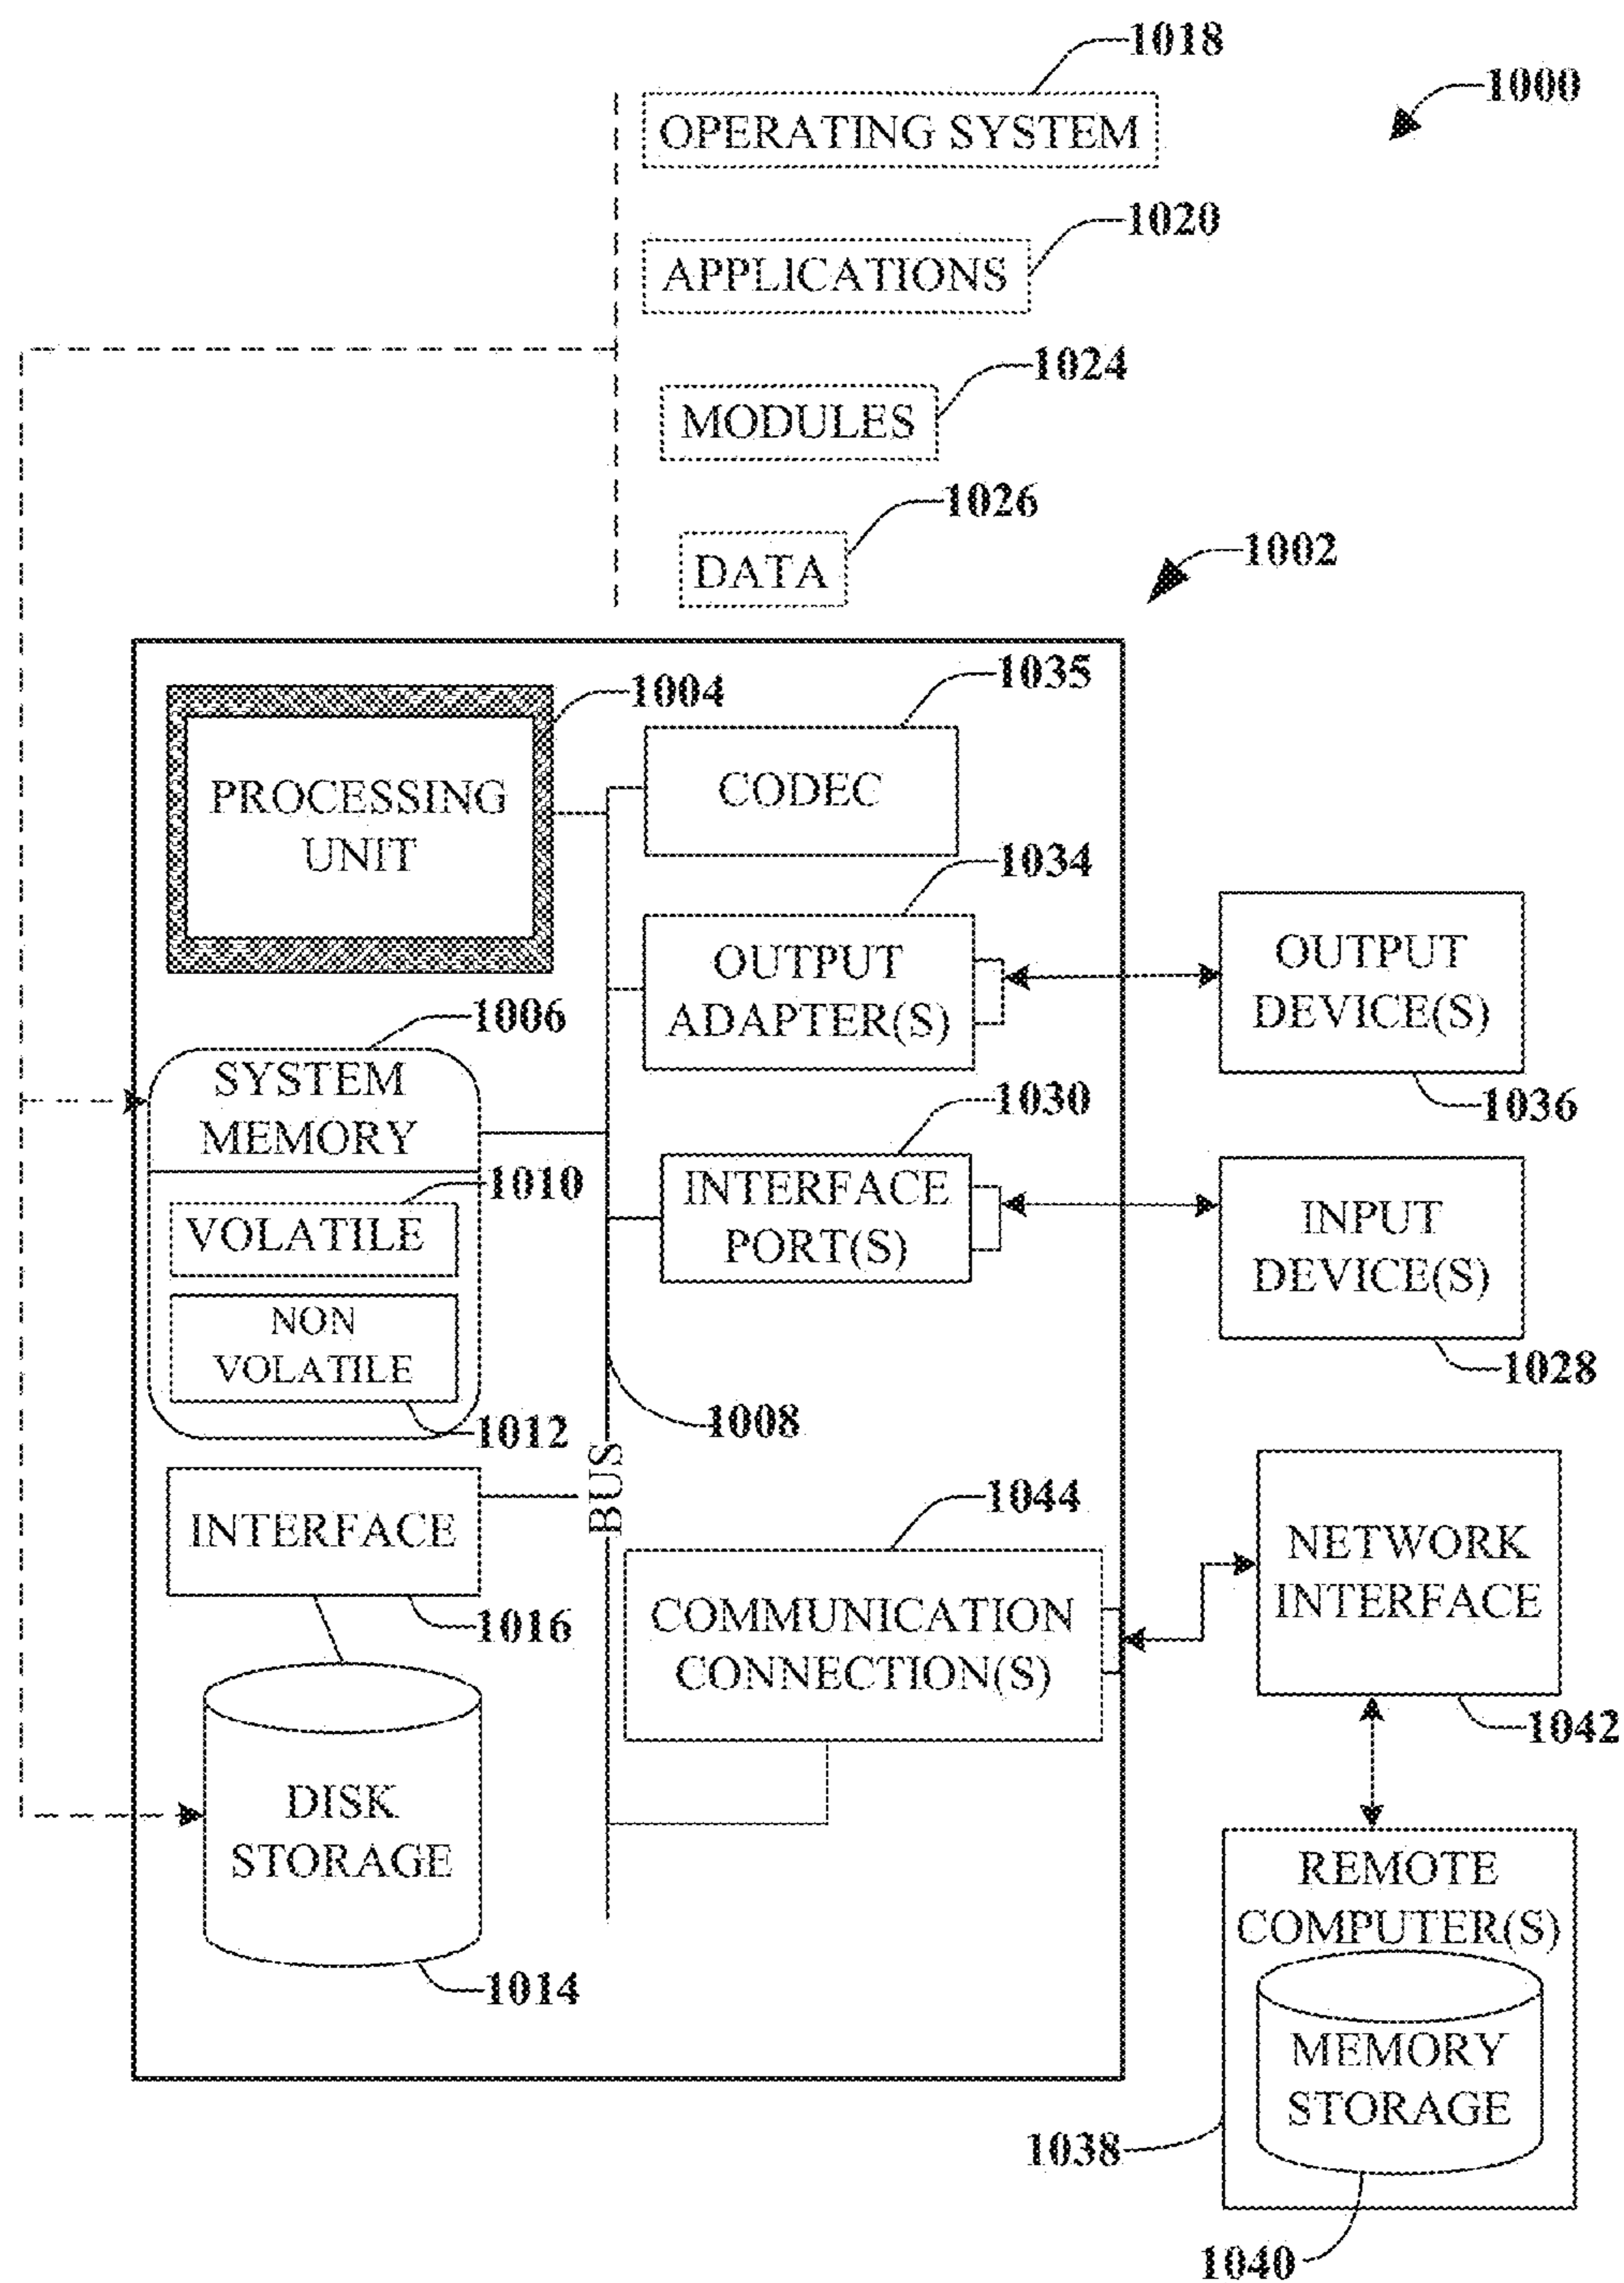 1018
1000
OPERATING SYSTEM
1020
APPLICATIONS
1024
MODULES
1026
DATA
1002
1035
1004
CODEC
PROCESSING
UNIT
1034
OUTPUT
ADAPTER(S)
OUTPUT
DEVICE(S)
1036
1006
SYSTEM
MEMORY
1030
INTERFACE
PORT(S)
INPUT
DEVICE(S)
1028
1010
VOLATILE
NON
VOLATILE
1012
1008
BUS
INTERFACE
1016
1044
COMMUNICATION
CONNECTION(S)
NETWORK
INTERFACE
1042
DISK
STORAGE
1014
REMOTE
COMPUTER(S)
MEMORY
STORAGE
1038
1040